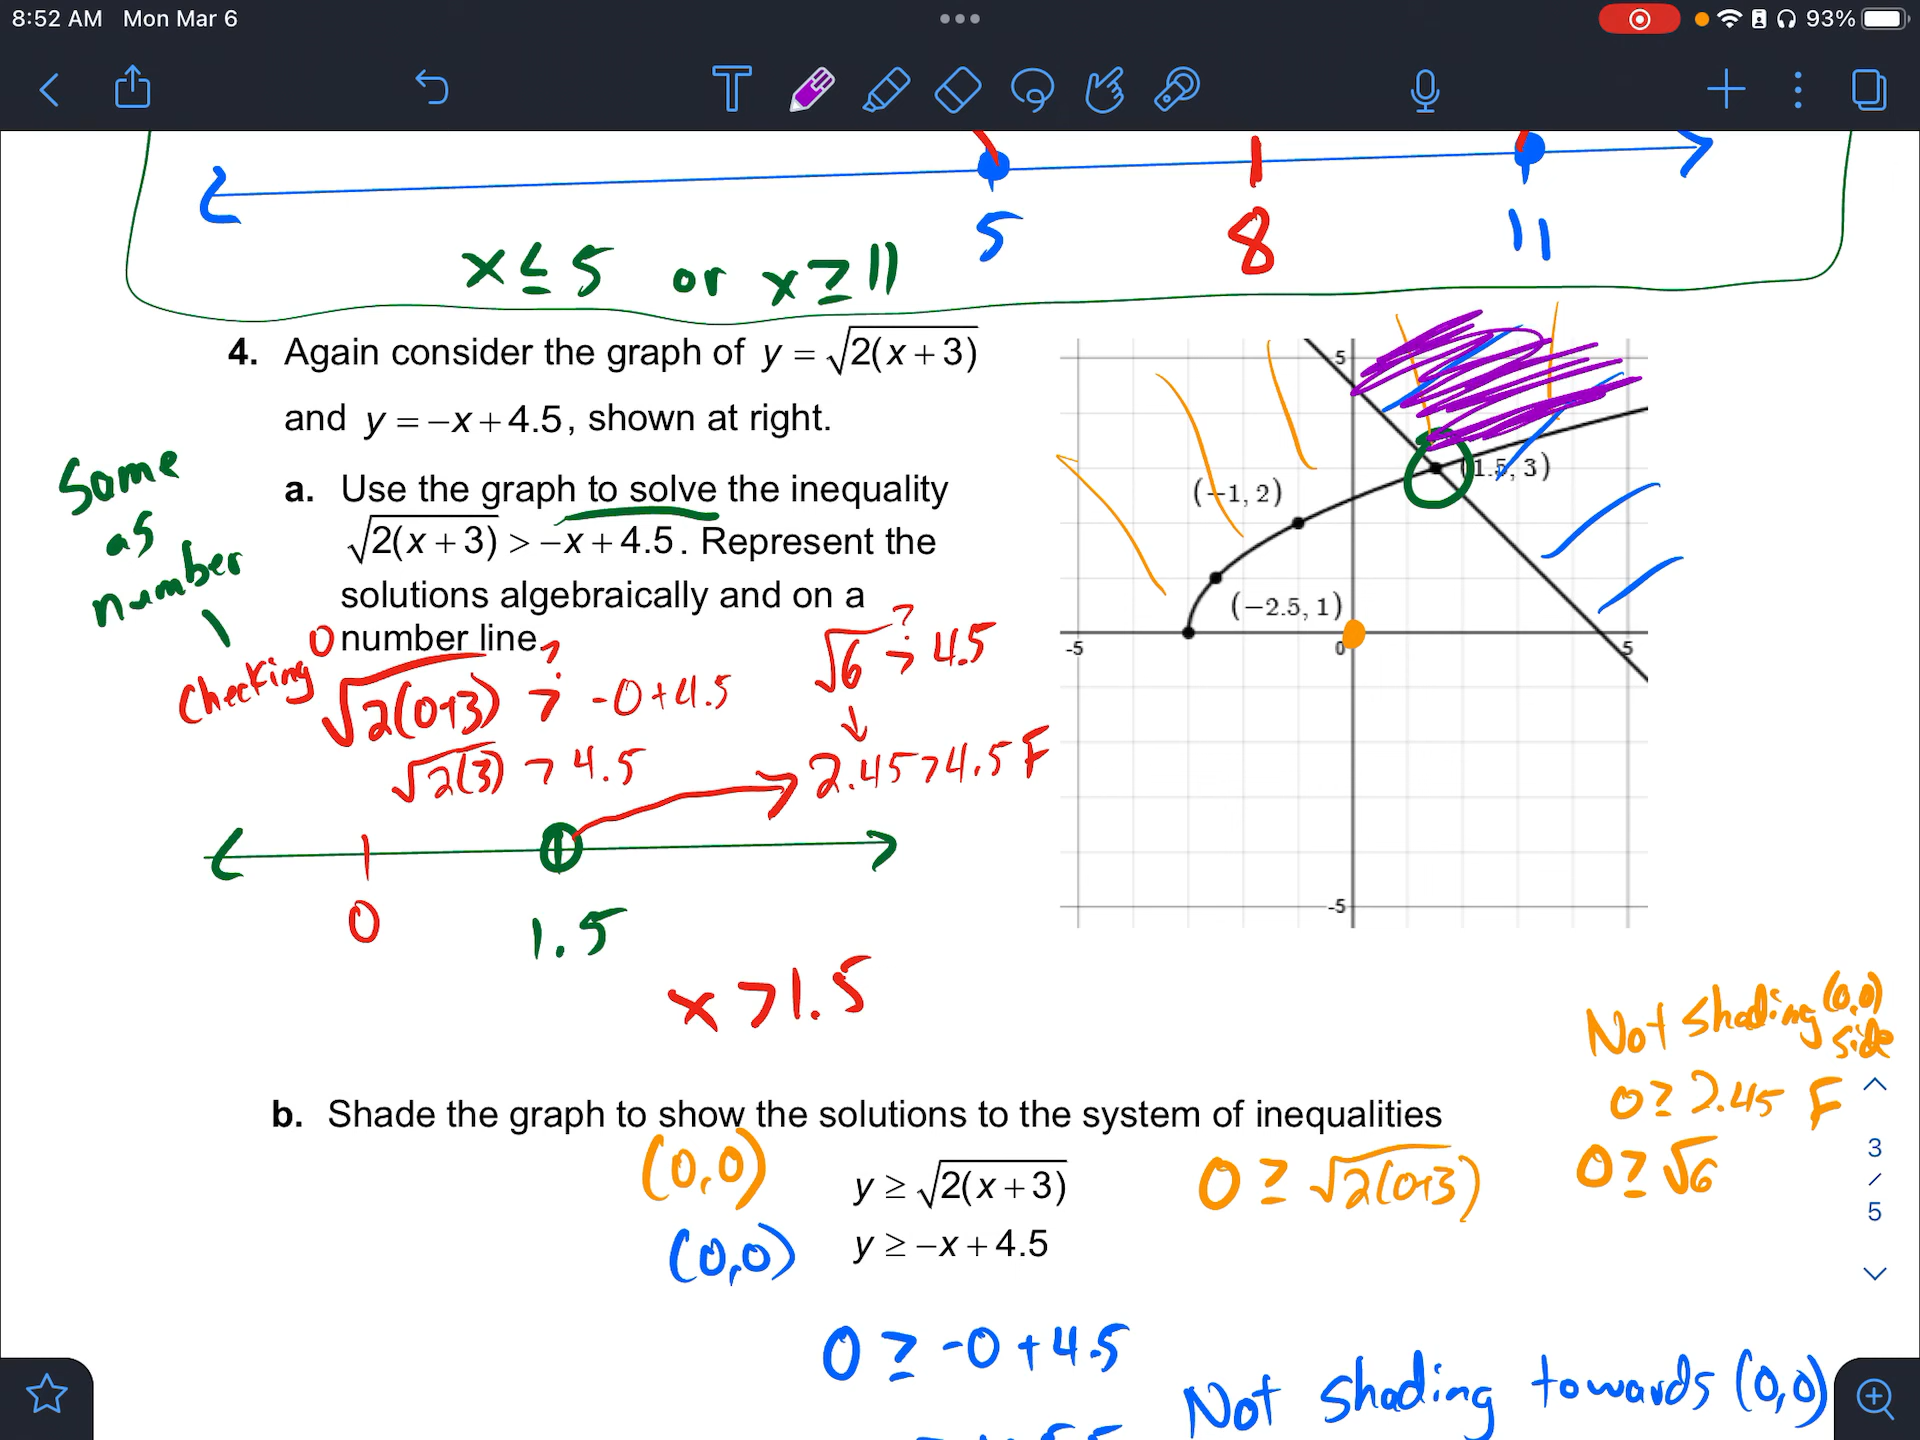 8:52 AM Mon Mar 6
93%
5 8 11
x ≤ 5 or x ≥ 11
4. Again consider the graph of y = √2(x + 3)
and y = −x + 4.5, shown at right.
Same
as
number
a. Use the graph to solve the inequality
√2(x + 3) > −x + 4.5. Represent the
solutions algebraically and on a
number line.
Checking 0
√2(0+3) >? -0+4.5
√2(3) > 4.5
√6 >? 4.5
↓
2.45>4.5 F
0 1.5
x >1.5
5
(1.5, 3)
(−1, 2)
(−2.5, 1)
-5 0 5
-5
Not Shading (0,0)
side
0 ≥ 2.45 F
b. Shade the graph to show the solutions to the system of inequalities
(0,0) y ≥ √2(x + 3) 0 ≥ √2(0+3) 0 ≥ √6
(0,0) y ≥ −x + 4.5
0 ≥ -0 +4.5
Not shading towards (0,0)
3
/
5